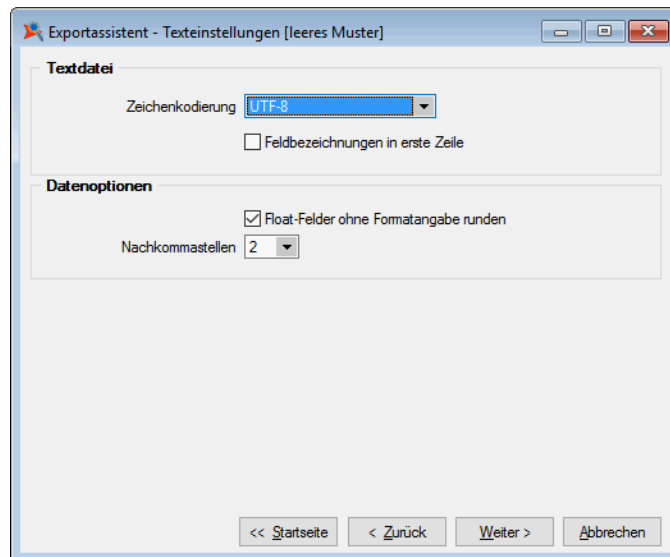 Exportassistent - Texteinstellungen [leeres Muster]
Textdatei
Zeichenkodierung UTF-8
Feldbezeichnungen in erste Zeile
Datenoptionen
Float-Felder ohne Formatangabe runden
Nachkommastellen 2
<< Startseite < Zurück Weiter > Abbrechen